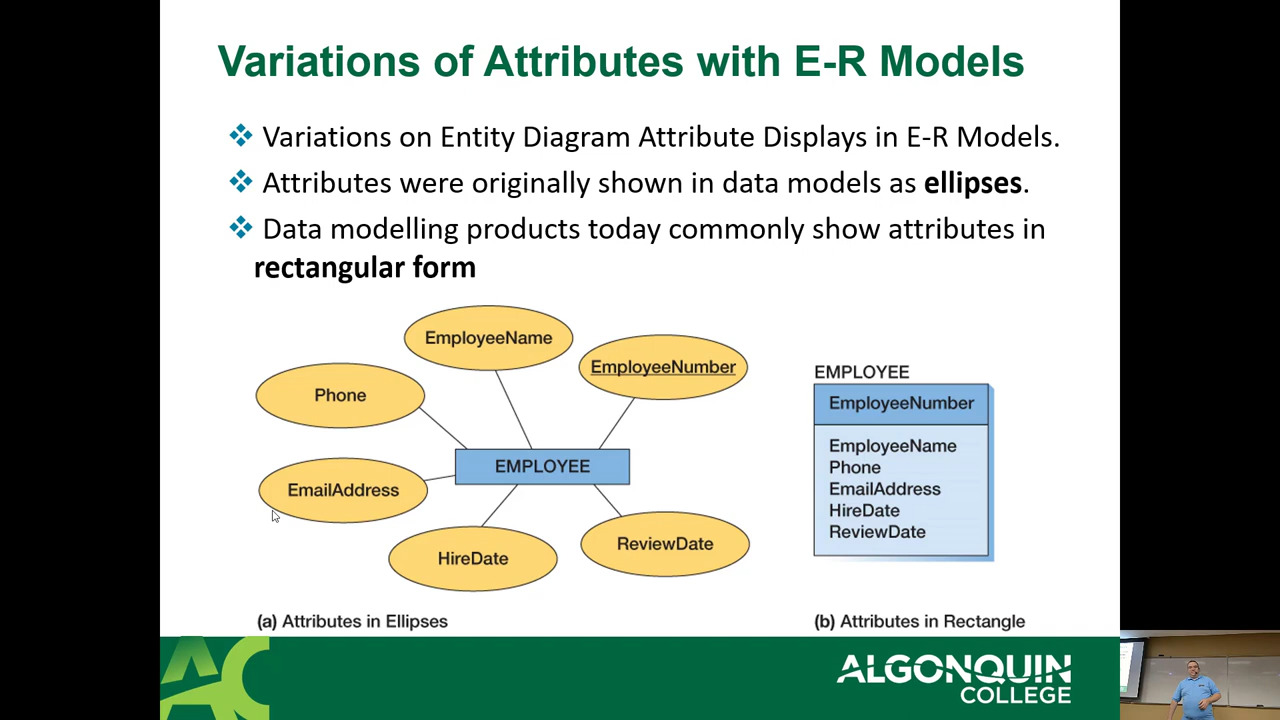 Variations of Attributes with E-R Models
Variations on Entity Diagram Attribute Displays in E-R Models.
Attributes were originally shown in data models as ellipses.
Data modelling products today commonly show attributes in
rectangular form
EmployeeName
EmployeeNumber
Phone
EMPLOYEE
EmailAddress
HireDate
ReviewDate
(a) Attributes in Ellipses
EMPLOYEE
EmployeeNumber
EmployeeName
Phone
EmailAddress
HireDate
ReviewDate
(b) Attributes in Rectangle
AC
ALGONQUIN
COLLEGE